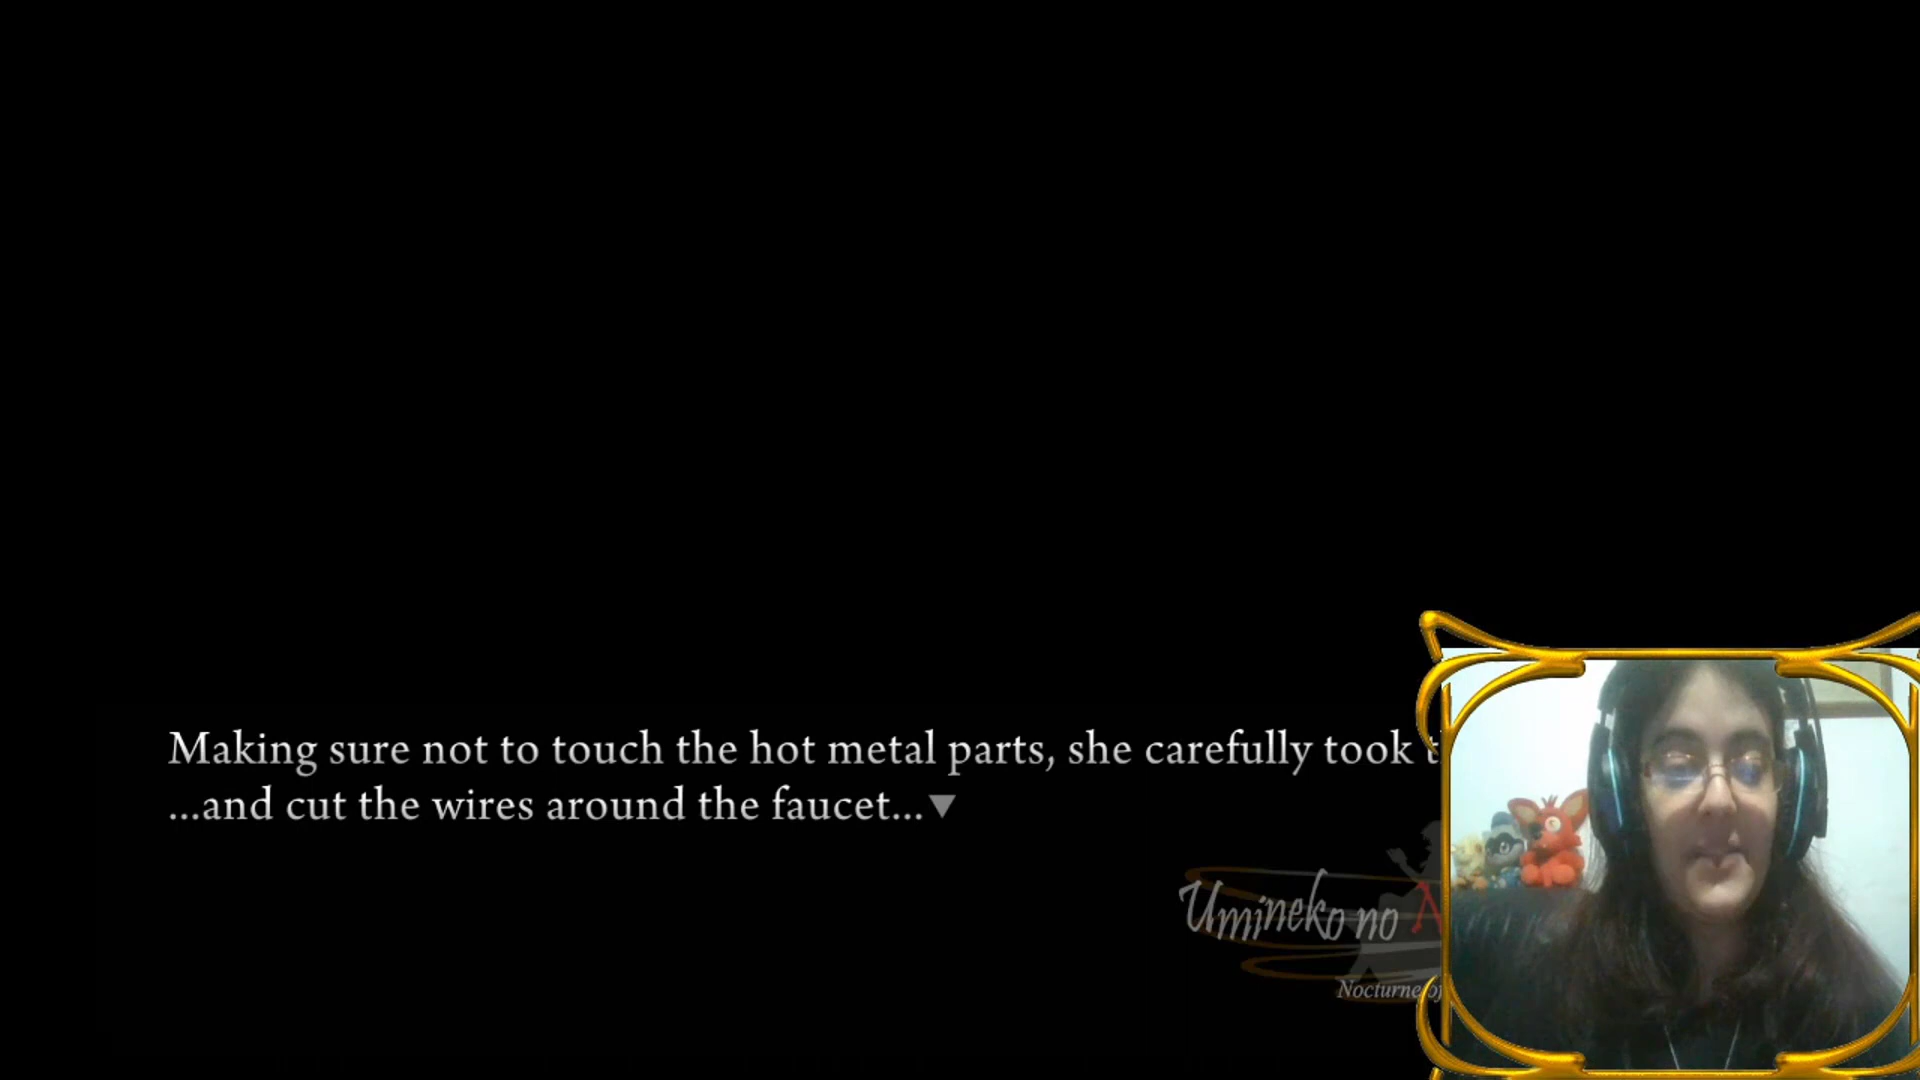 Making sure not to touch the hot metal parts, she carefully took
...and cut the wires around the faucet...
Umineko no
Nocturne of